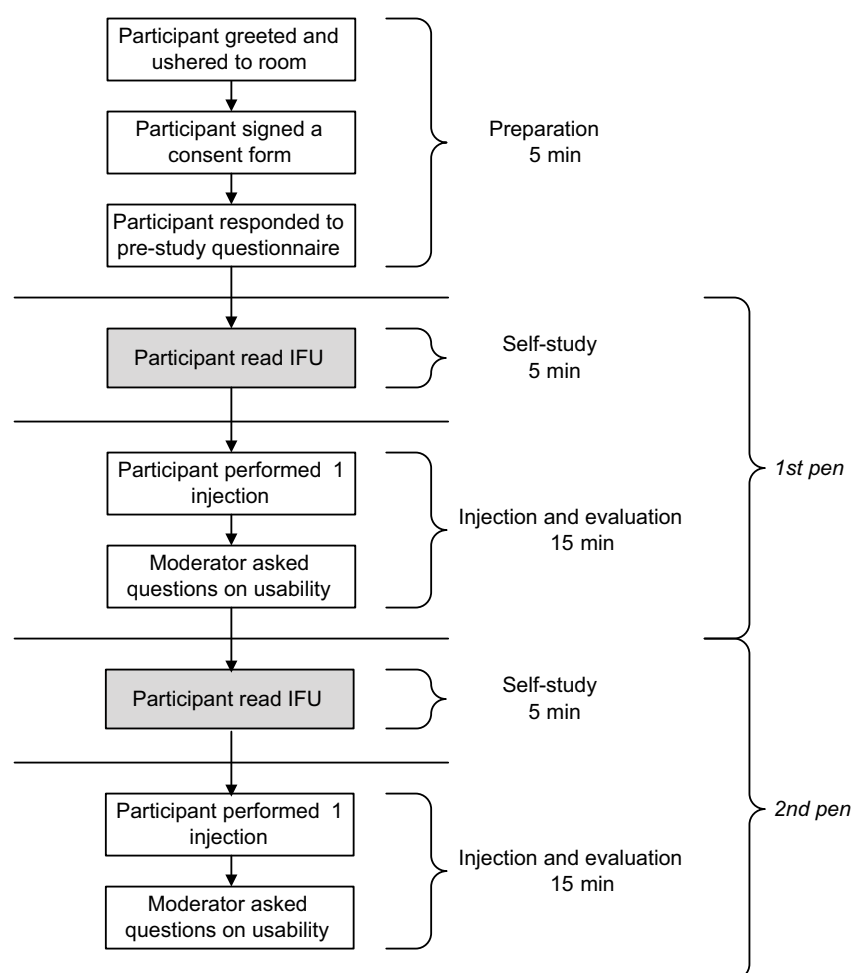 Participant greeted and
ushered to room
Participant signed a
consent form
Participant responded to
pre-study questionnaire
Preparation
5 min
Participant read IFU
Self-study
5 min
Participant performed 1
injection
Moderator asked
questions on usability
Injection and evaluation
15 min
1st pen
Participant read IFU
Self-study
5 min
Participant performed 1
injection
Moderator asked
questions on usability
Injection and evaluation
15 min
2nd pen